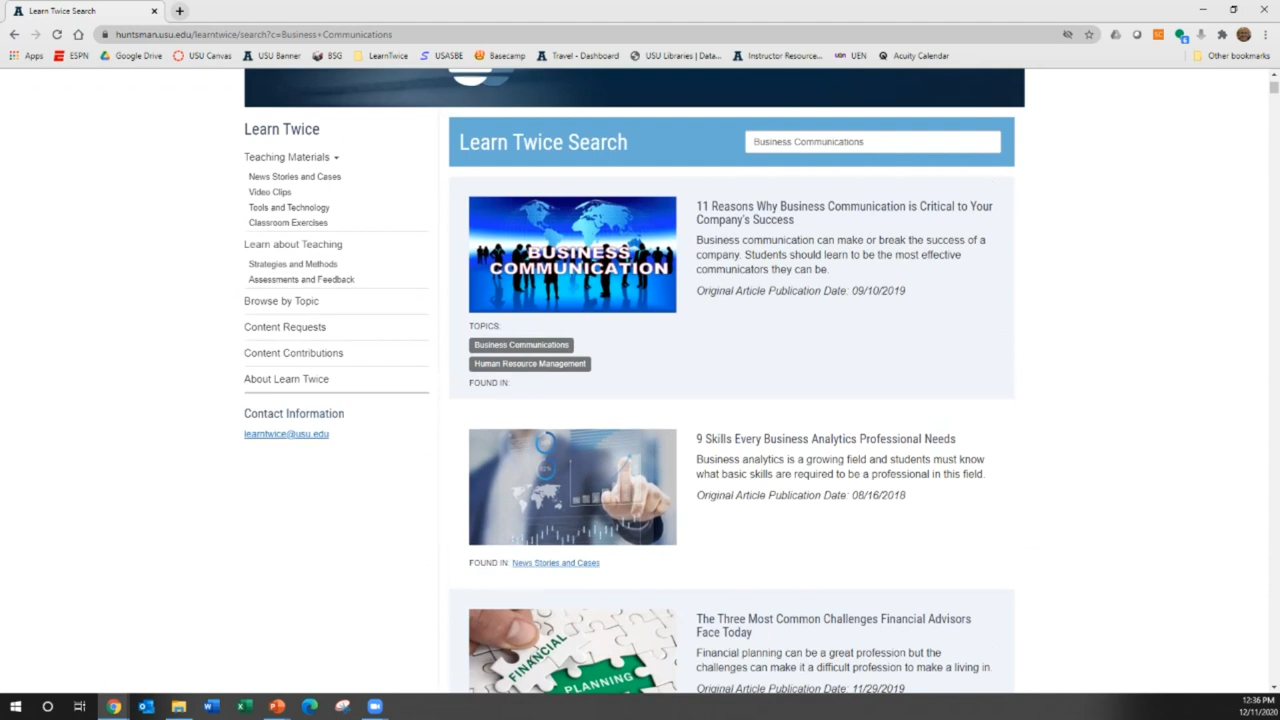 Learn Twice Search
huntsman.usu.edu/learntwice/search?c=Business+Communications
Apps
ESPN
Google Drive
USU Canvas
USU Banner
BSG
LearnTwice
USASBE
Basecamp
Travel - Dashboard
USU Libraries | Data...
Instructor Resource...
UEN
Acuity Calendar
Other bookmarks
Learn Twice
Teaching Materials
News Stories and Cases
Video Clips
Tools and Technology
Classroom Exercises
Learn about Teaching
Strategies and Methods
Assessments and Feedback
Browse by Topic
Content Requests
Content Contributions
About Learn Twice
Contact Information
learntwice@usu.edu
Learn Twice Search
Business Communications
BUSINESS
COMMUNICATION
11 Reasons Why Business Communication is Critical to Your
Company's Success
Business communication can make or break the success of a
company. Students should learn to be the most effective
communicators they can be.
Original Article Publication Date: 09/10/2019
TOPICS:
Business Communications
Human Resource Management
FOUND IN:
9 Skills Every Business Analytics Professional Needs
Business analytics is a growing field and students must know
what basic skills are required to be a professional in this field.
Original Article Publication Date: 08/16/2018
FOUND IN: News Stories and Cases
FINANCIAL
PLANNING
The Three Most Common Challenges Financial Advisors
Face Today
Financial planning can be a great profession but the
challenges can make it a difficult profession to make a living in.
Original Article Publication Date: 11/29/2019
12:36 PM
12/11/2020